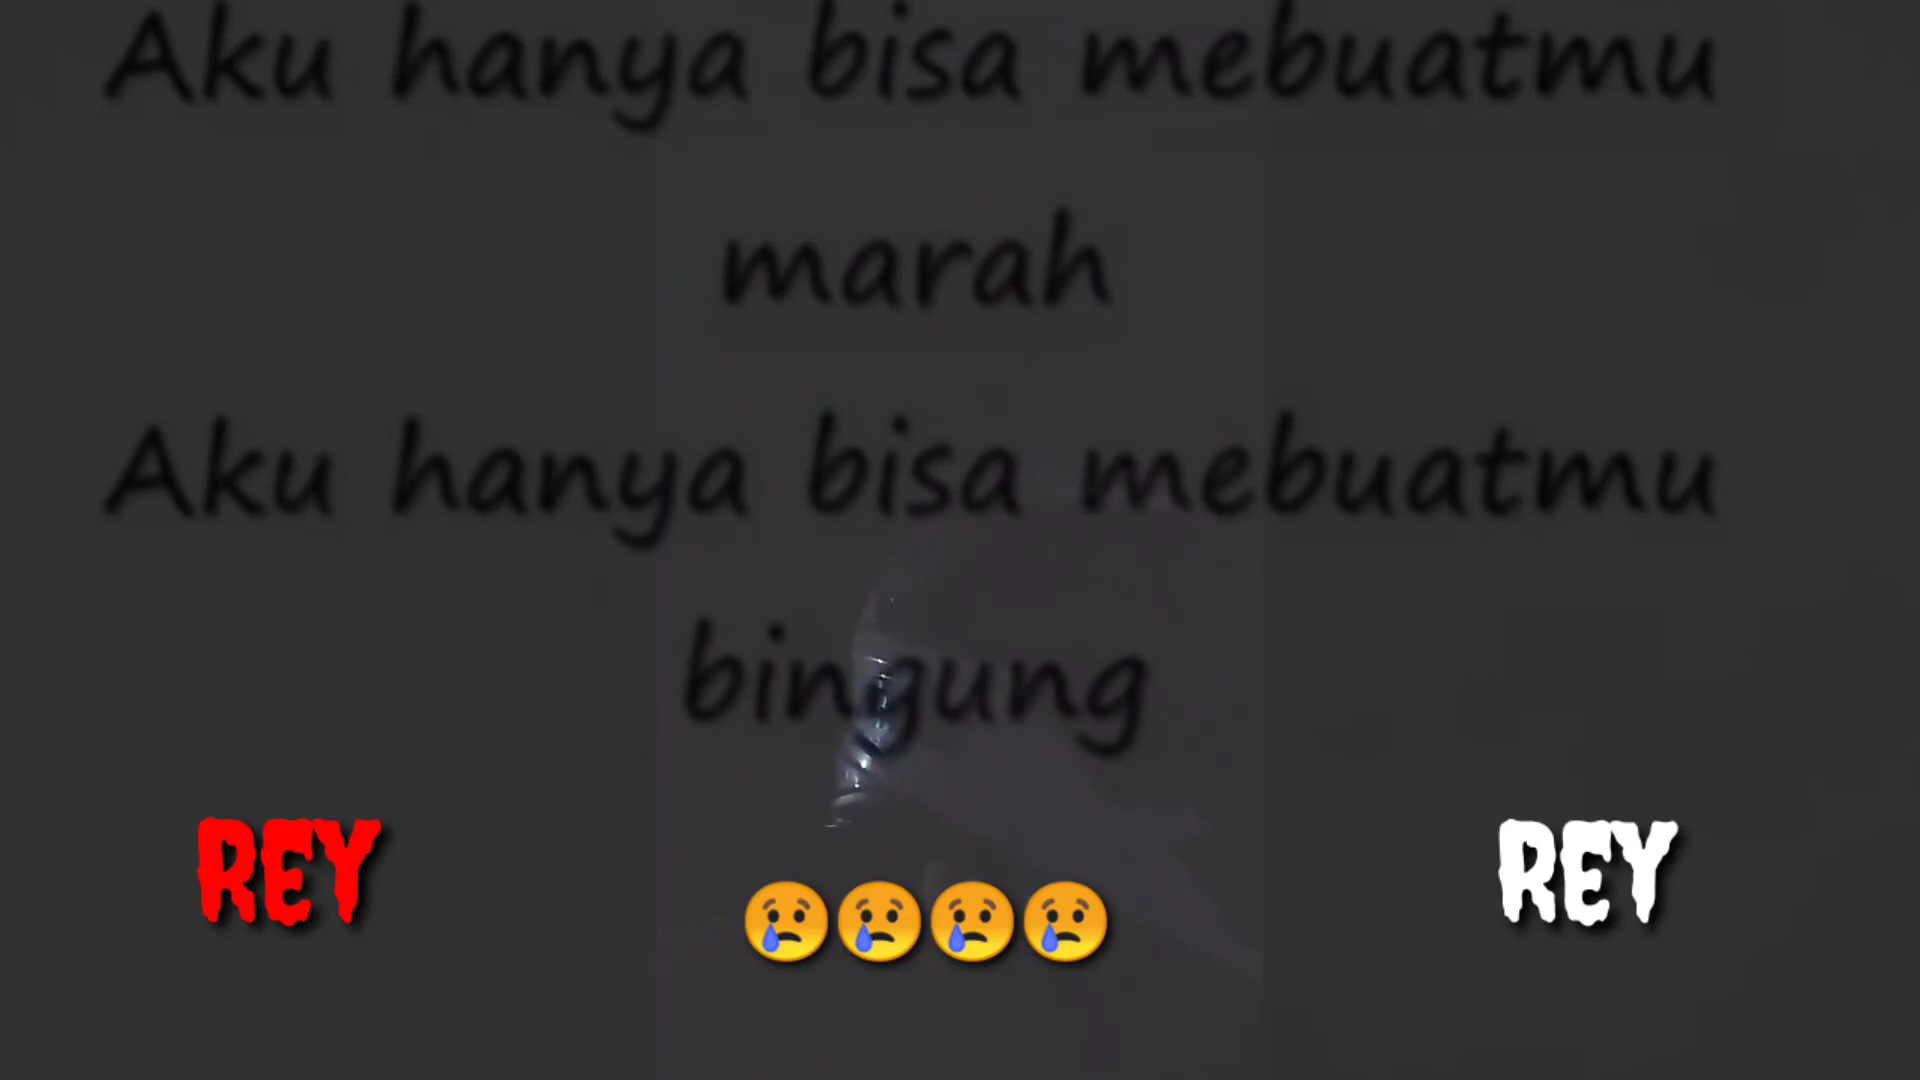 Aku hanya bisa mebuatmu
marah
Aku hanya bisa mebuatmu
bingung
REY
REY
😢😢😢😢